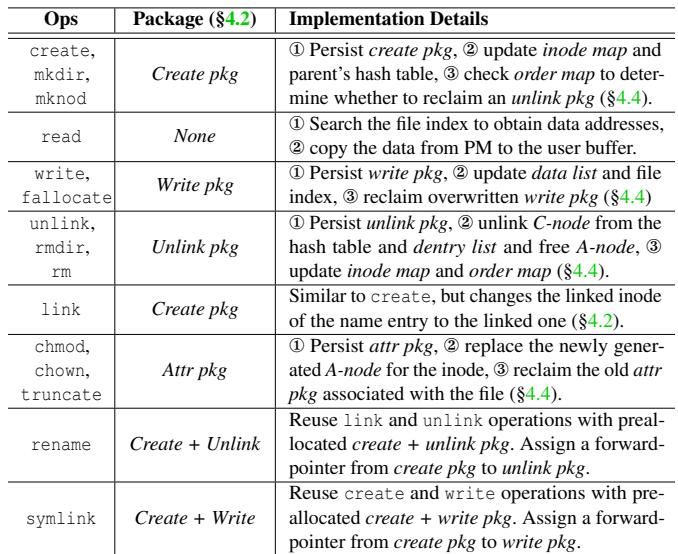 Ops Package (§4.2) Implementation Details
create,
mkdir,
mknod
Create pkg
① Persist create pkg, ② update inode map and
parent's hash table, ③ check order map to deter-
mine whether to reclaim an unlink pkg (§4.4).
read
None
① Search the file index to obtain data addresses,
② copy the data from PM to the user buffer.
write,
fallocate
Write pkg
① Persist write pkg, ② update data list and file
index, ③ reclaim overwritten write pkg (§4.4)
unlink,
rmdir,
rm
Unlink pkg
① Persist unlink pkg, ② unlink C-node from the
hash table and dentry list and free A-node, ③
update inode map and order map (§4.4).
link
Create pkg
Similar to create, but changes the linked inode
of the name entry to the linked one (§4.2).
chmod,
chown,
truncate
Attr pkg
① Persist attr pkg, ② replace the newly gener-
ated A-node for the inode, ③ reclaim the old attr
pkg associated with the file (§4.4).
rename
Create + Unlink
Reuse link and unlink operations with preal-
located create + unlink pkg. Assign a forward-
pointer from create pkg to unlink pkg.
symlink
Create + Write
Reuse create and write operations with pre-
allocated create + write pkg. Assign a forward-
pointer from create pkg to write pkg.